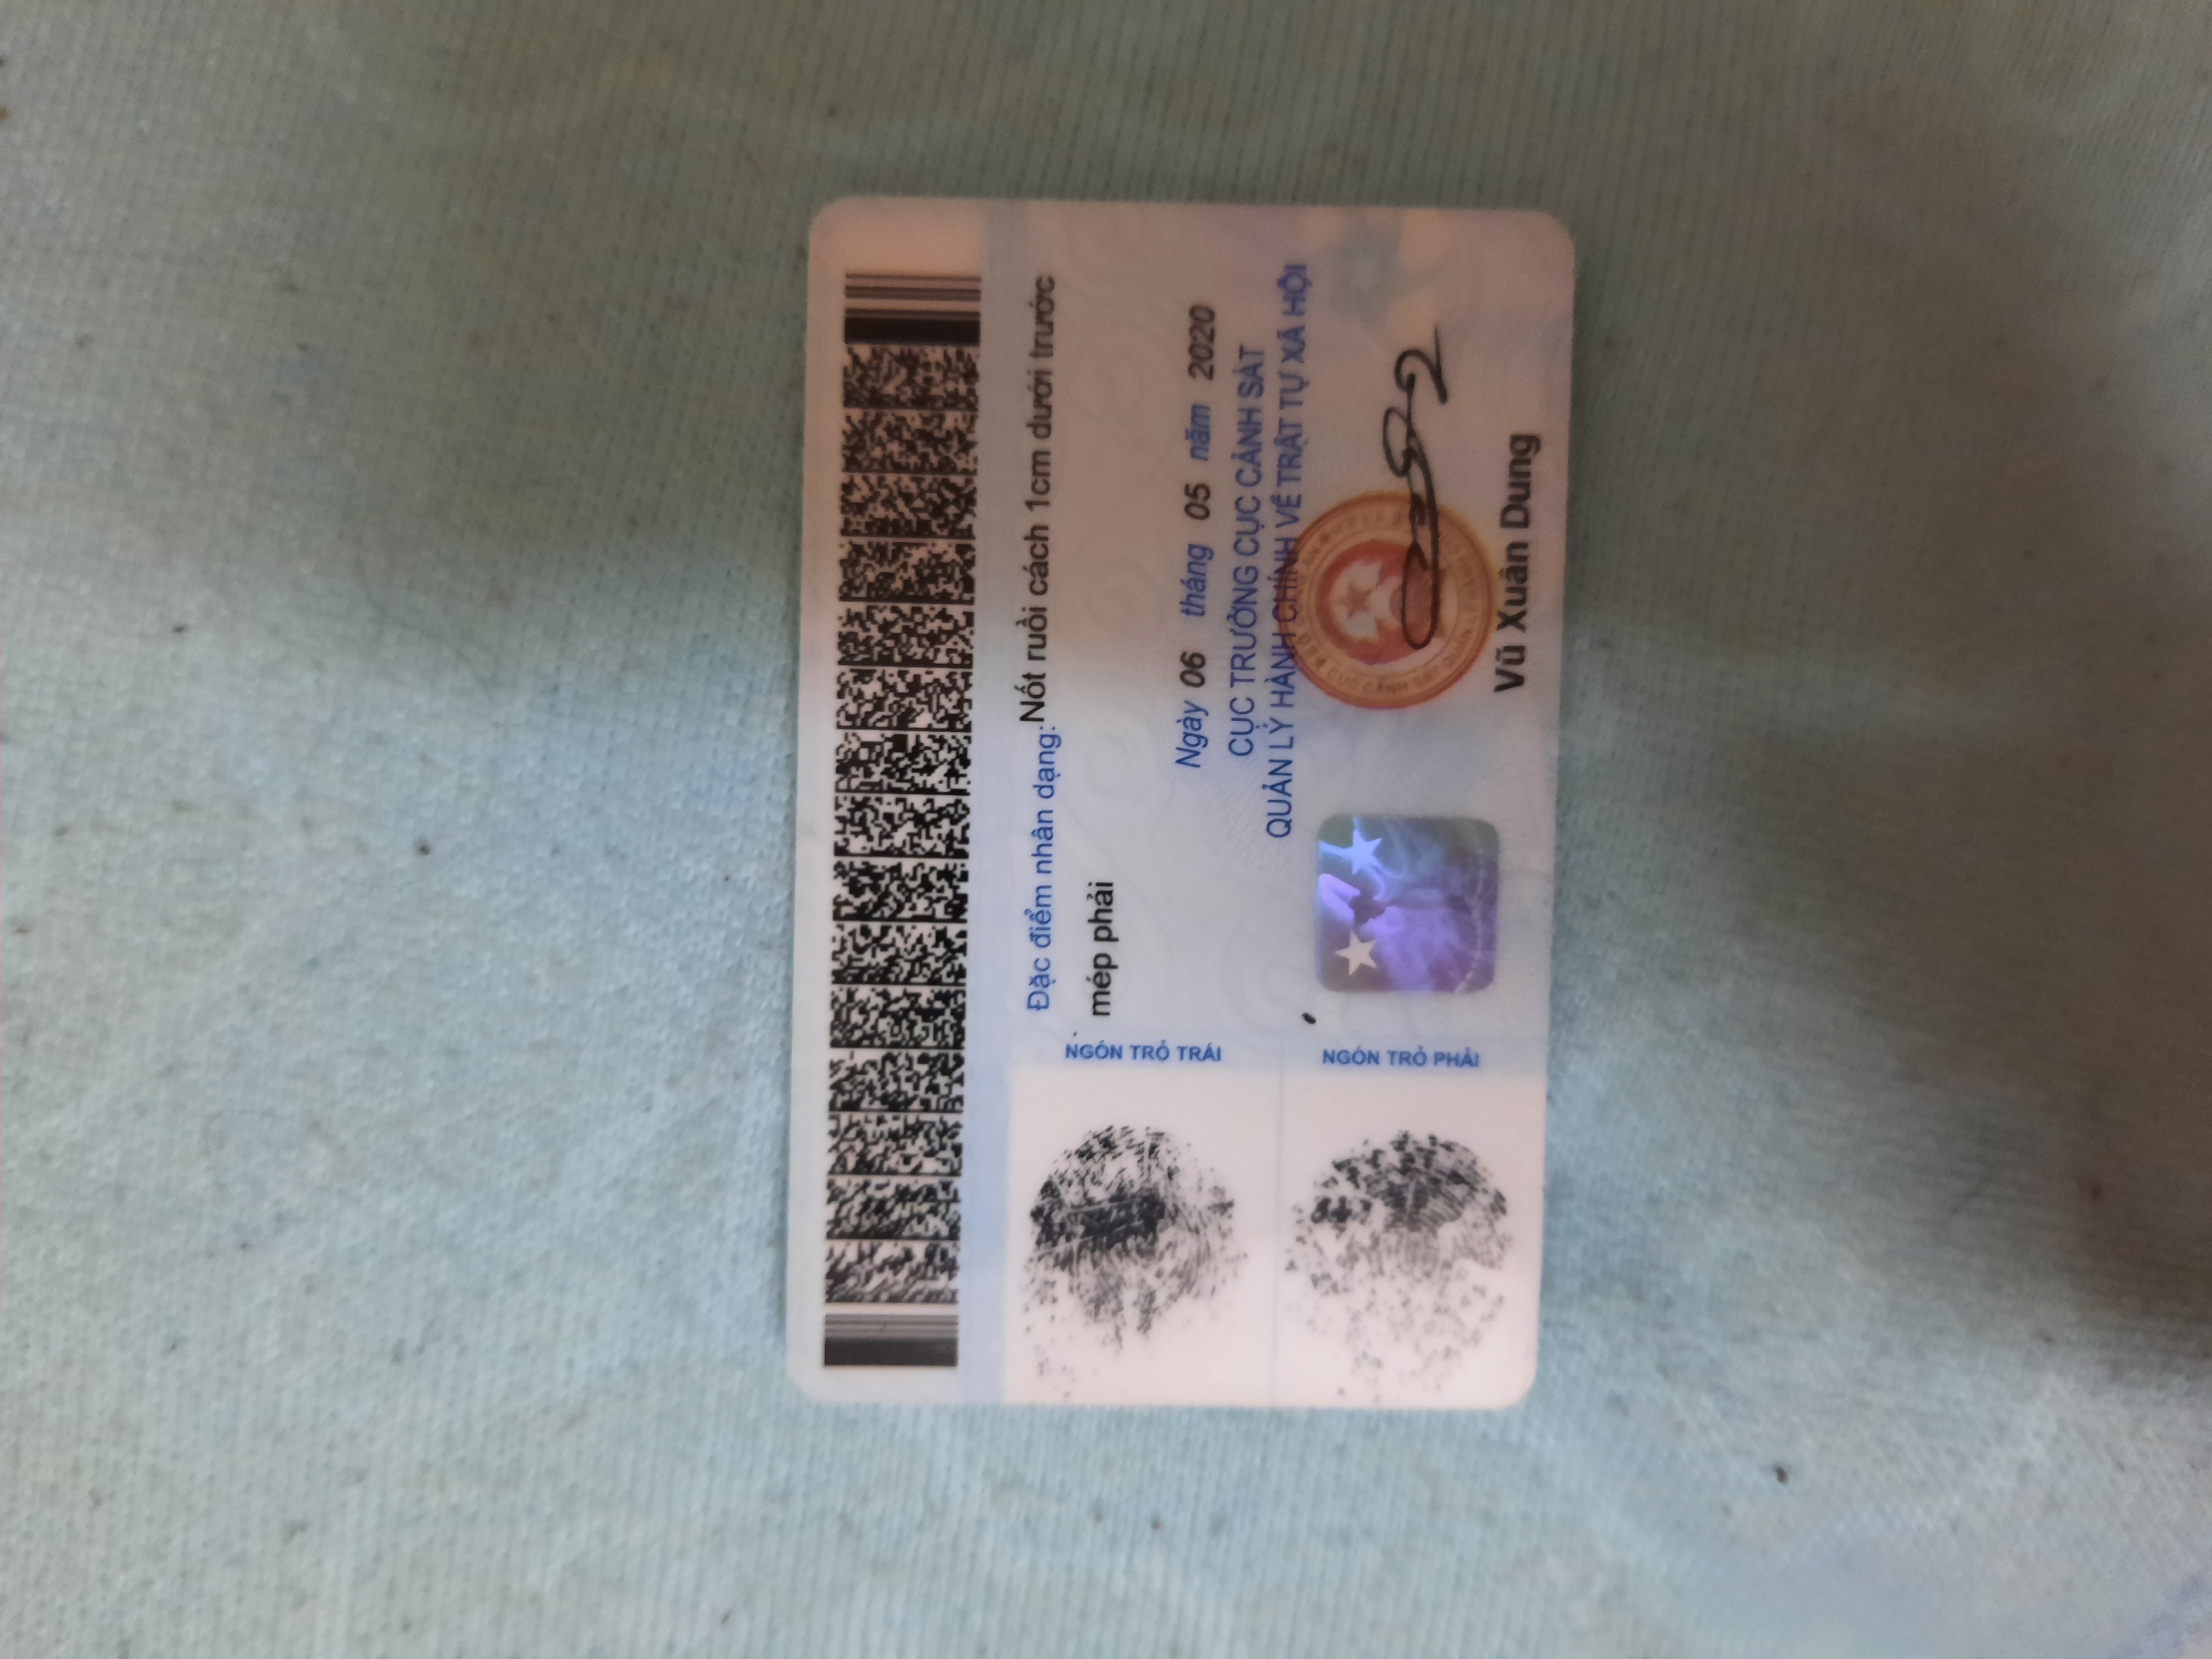 Đặc điểm nhân dạng: Nốt ruồi cách 1cm dưới trước
mép phải
NGÓN TRỎ TRÁI
Ngày 06 tháng 05 năm 2020
CỤC TRƯỞNG CỤC CẢNH SÁT
QUẢN LÝ HÀNH CHÍNH VỀ TRẬT TỰ XÃ HỘI
NGÓN TRỎ PHẢI
Vũ Xuân Dung